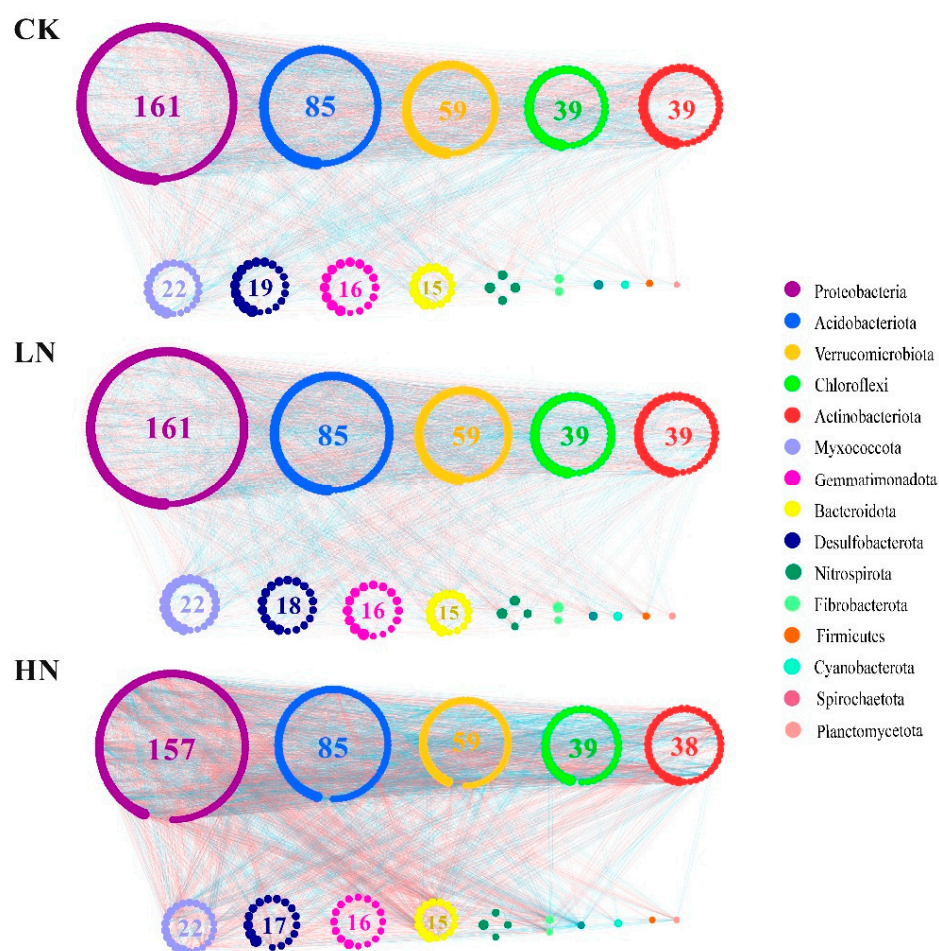 CK
161
85
59
39
39
22
19
16
15
LN
161
85
59
39
39
22
18
16
15
HN
157
85
59
39
38
22
17
16
15
Proteobacteria
Acidobacteriota
Verrucomicrobiota
Chloroflexi
Actinobacteriota
Myxococcota
Gemmatimonadota
Bacteroidota
Desulfobacterota
Nitrospirota
Fibrobacterota
Firmicutes
Cyanobacterota
Spirochaetota
Planctomycetota